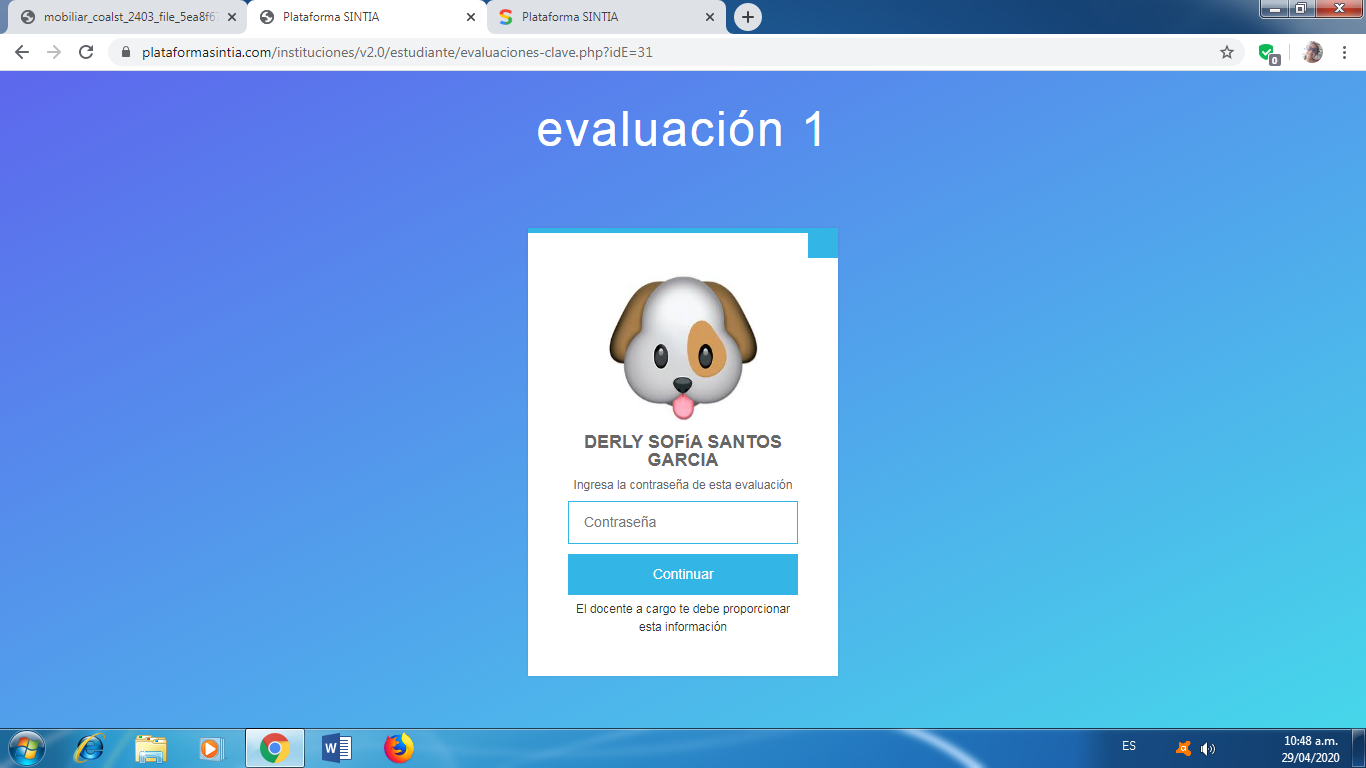 mobiliar_coalst_2403_file_5ea8f67
Plataforma SINTIA
Plataforma SINTIA
plataformasintia.com/instituciones/v2.0/estudiante/evaluaciones-clave.php?idE=31
0
evaluación 1
DERLY SOFíA SANTOS
GARCIA
Ingresa la contraseña de esta evaluación
Contraseña
Continuar
El docente a cargo te debe proporcionar
esta información
ES
10:48 a.m.
29/04/2020